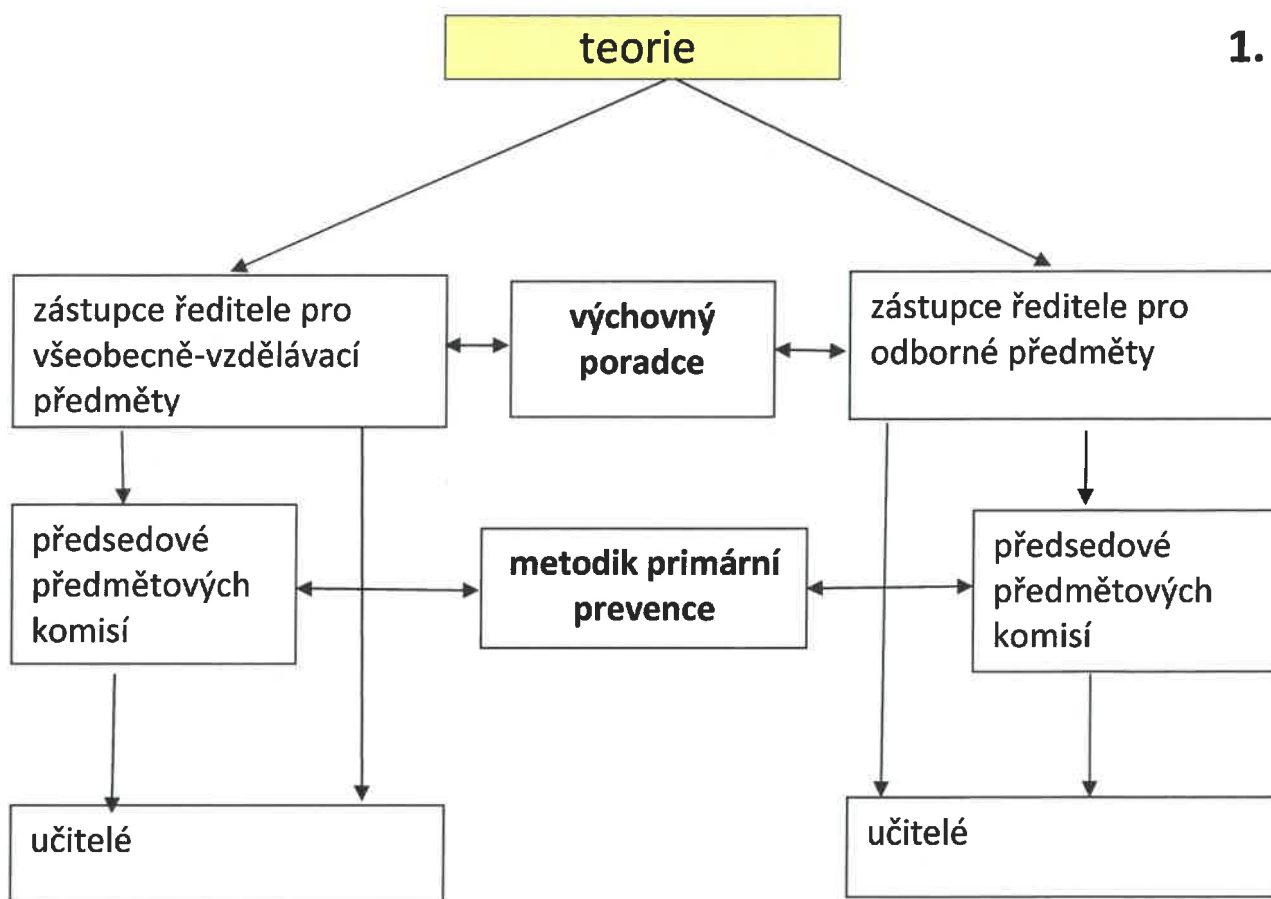 teorie
1.
zástupce ředitele pro
všeobecně-vzdělávací
předměty
výchovný
poradce
zástupce ředitele pro
odborné předměty
předsedové
předmětových
komisí
metodik primární
prevence
předsedové
předmětových
komisí
učitelé
učitelé